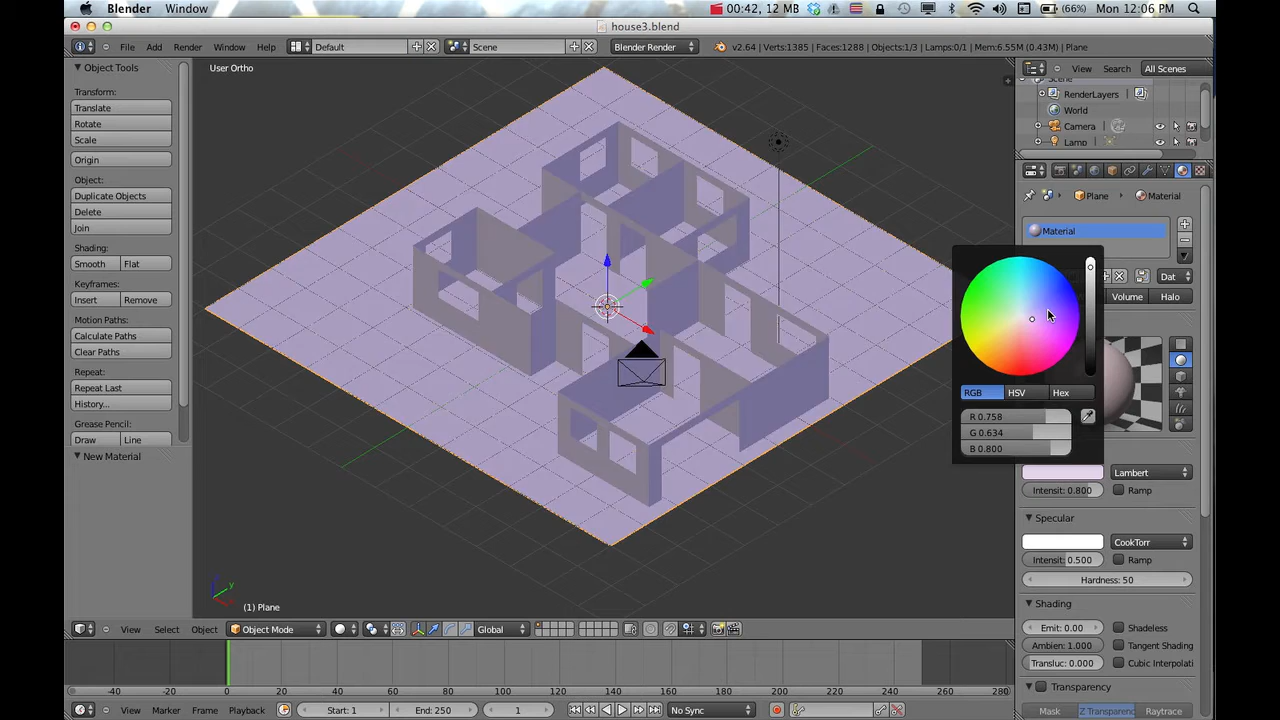 Blender Window 00:42, 12 MB (66%) Mon 12:06 PM
house3.blend
File Add Render Window Help Default Scene Blender Render v2.64 | Verts:1385 | Faces:1288 | Objects:1/3 | Lamps:0/1 | Mem:6.55M (0.43M) | Plane
View Search All Scenes
Object Tools
Transform:
Translate
Rotate
Scale
Origin
Object:
Duplicate Objects
Delete
Join
Shading:
Smooth Flat
Keyframes:
Insert Remove
Motion Paths:
Calculate Paths
Clear Paths
Repeat:
Repeat Last
History...
Grease Pencil:
Draw Line
New Material
User Ortho
z
y
x
(1) Plane
Scene
RenderLayers
World
Camera
Lamp
Plane Material
Material
Dat
Volume Halo
RGB HSV Hex
R 0.758
G 0.634
B 0.800
Lambert
Intensit: 0.800 Ramp
Specular
CookTorr
Intensit: 0.500 Ramp
Hardness: 50
Shading
Emit: 0.00 Shadeless
Ambien: 1.000 Tangent Shading
Transluc: 0.000 Cubic Interpolati
Transparency
Mask Z Transparenc Raytrace
View Select Object Object Mode Global
-40 -20 0 20 40 60 80 100 120 140 160 180 200 220 240 260 280
View Marker Frame Playback Start: 1 End: 250 1 No Sync